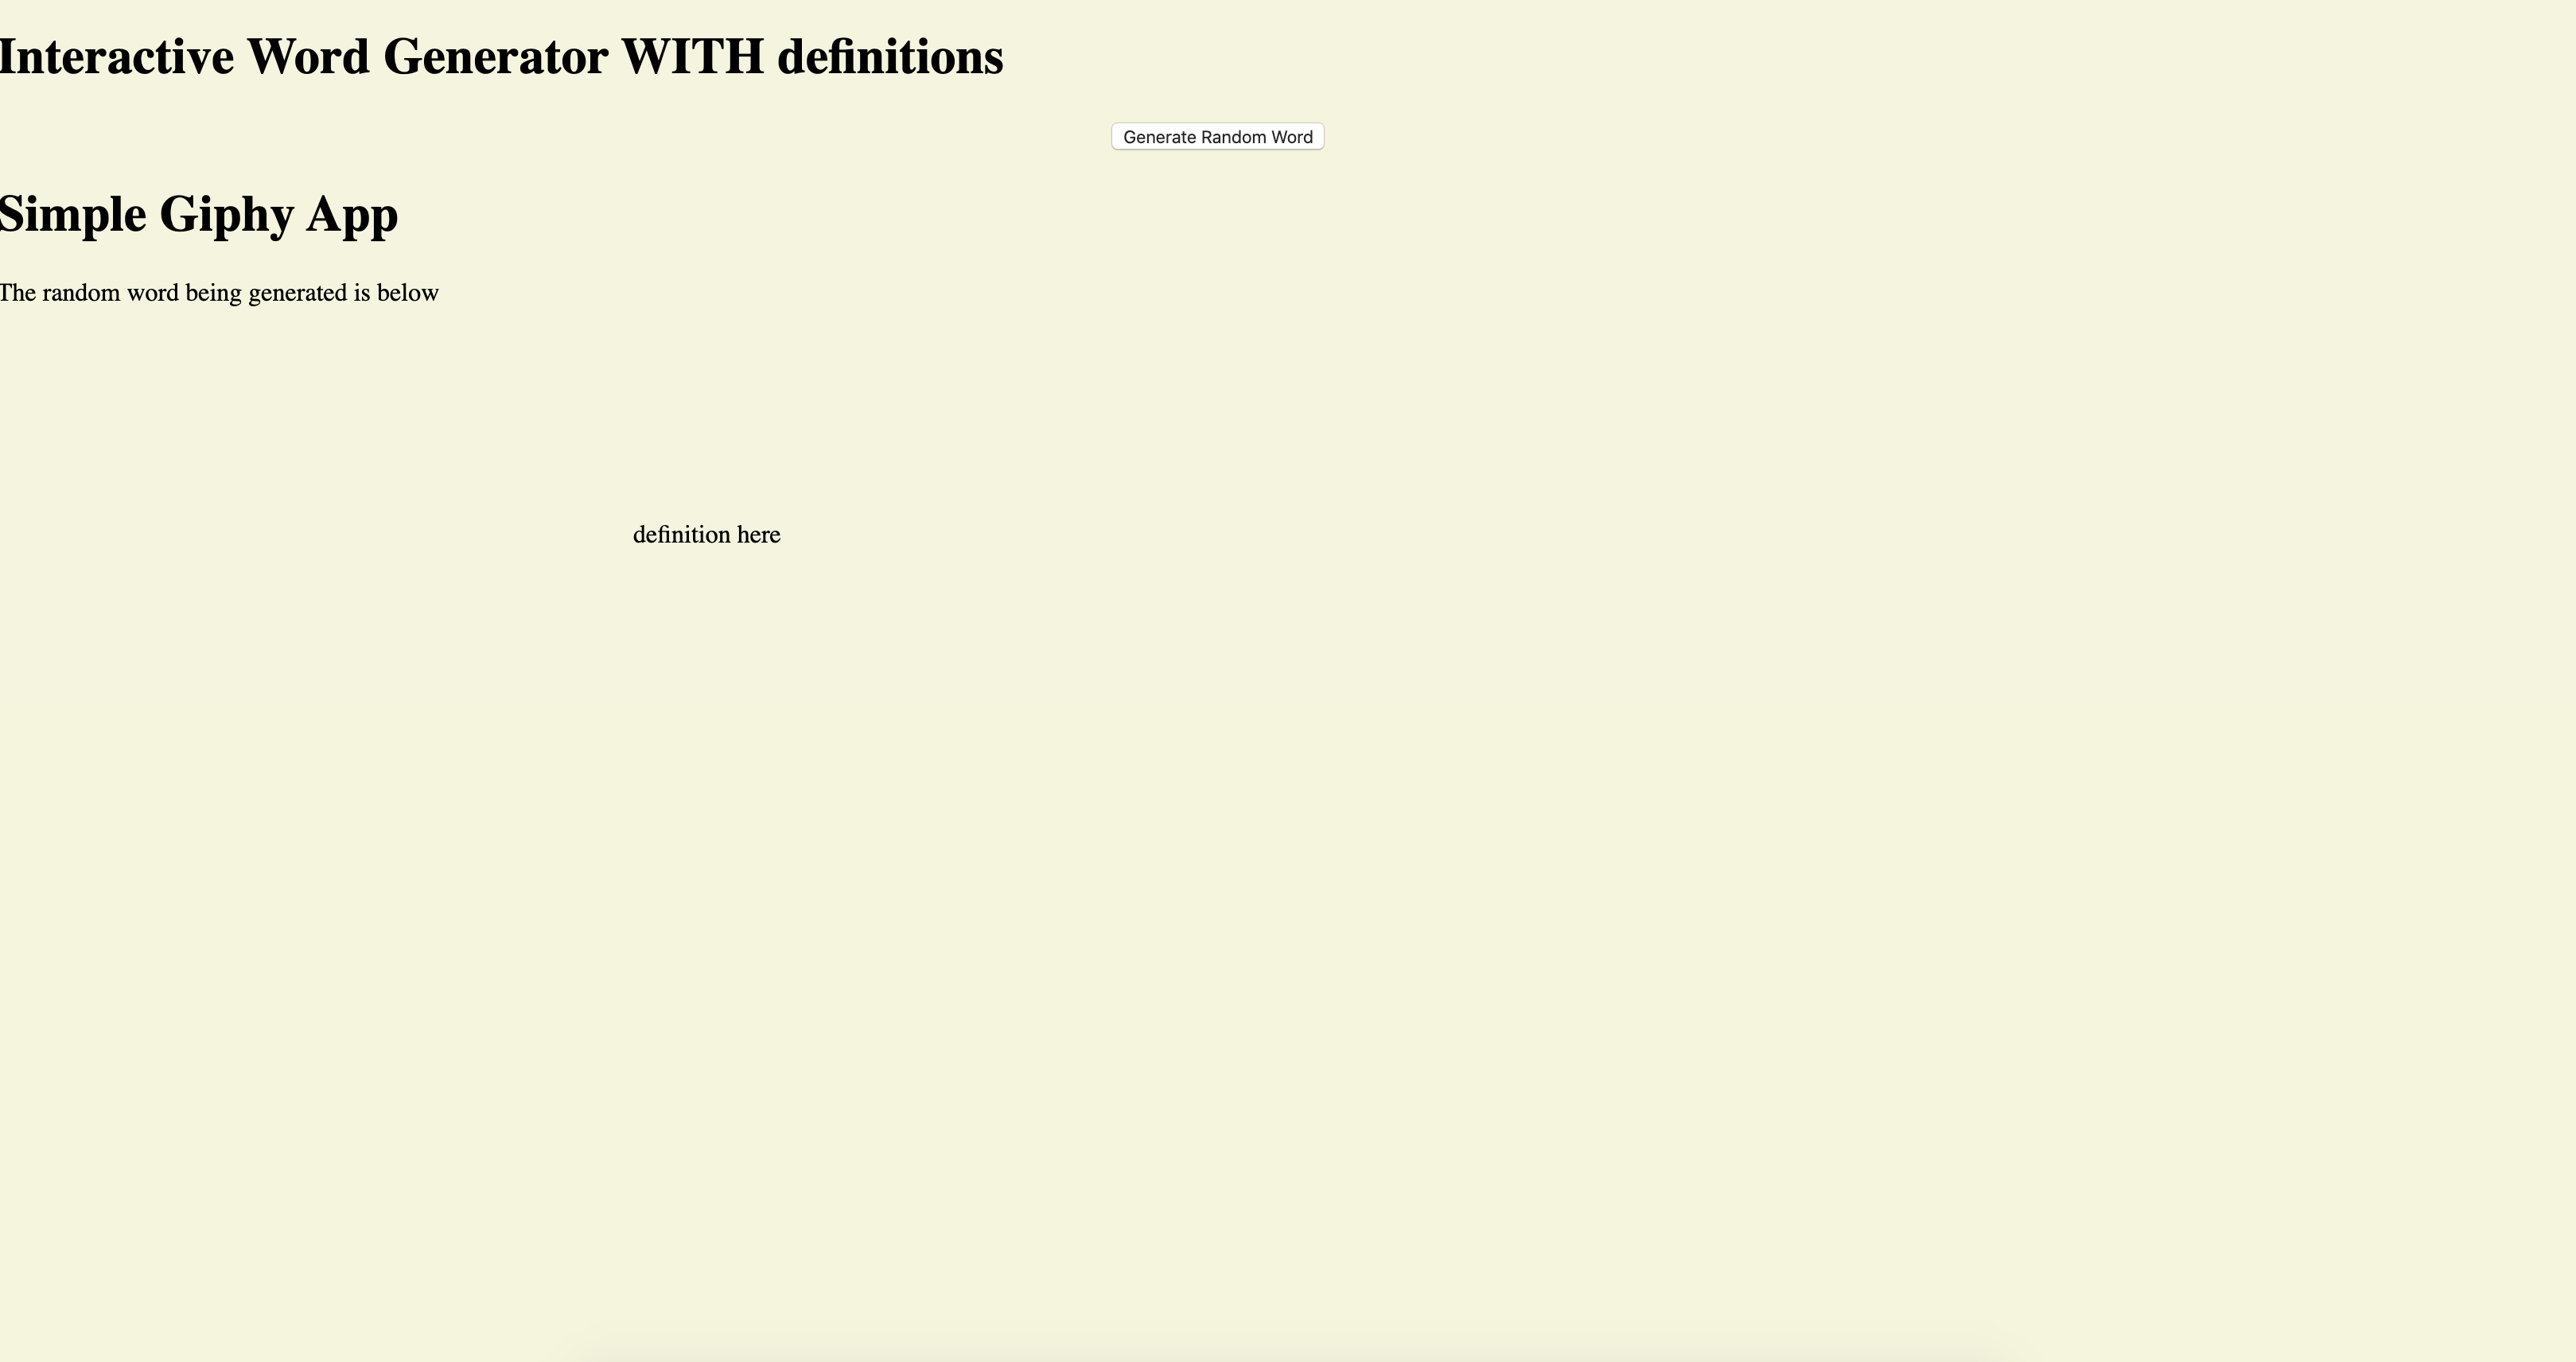 Interactive Word Generator WITH definitions
Generate Random Word
Simple Giphy App
The random word being generated is below
definition here